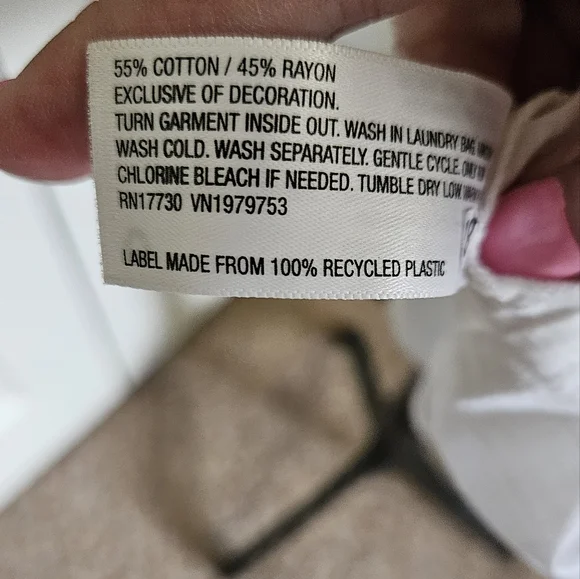 55% COTTON / 45% RAYON
EXCLUSIVE OF DECORATION.
TURN GARMENT INSIDE OUT. WASH IN LAUNDRY BAG
WASH COLD. WASH SEPARATELY. GENTLE CYCLE. ONLY
CHLORINE BLEACH IF NEEDED. TUMBLE DRY LOW.
RN17730 VN1979753
LABEL MADE FROM 100% RECYCLED PLASTIC